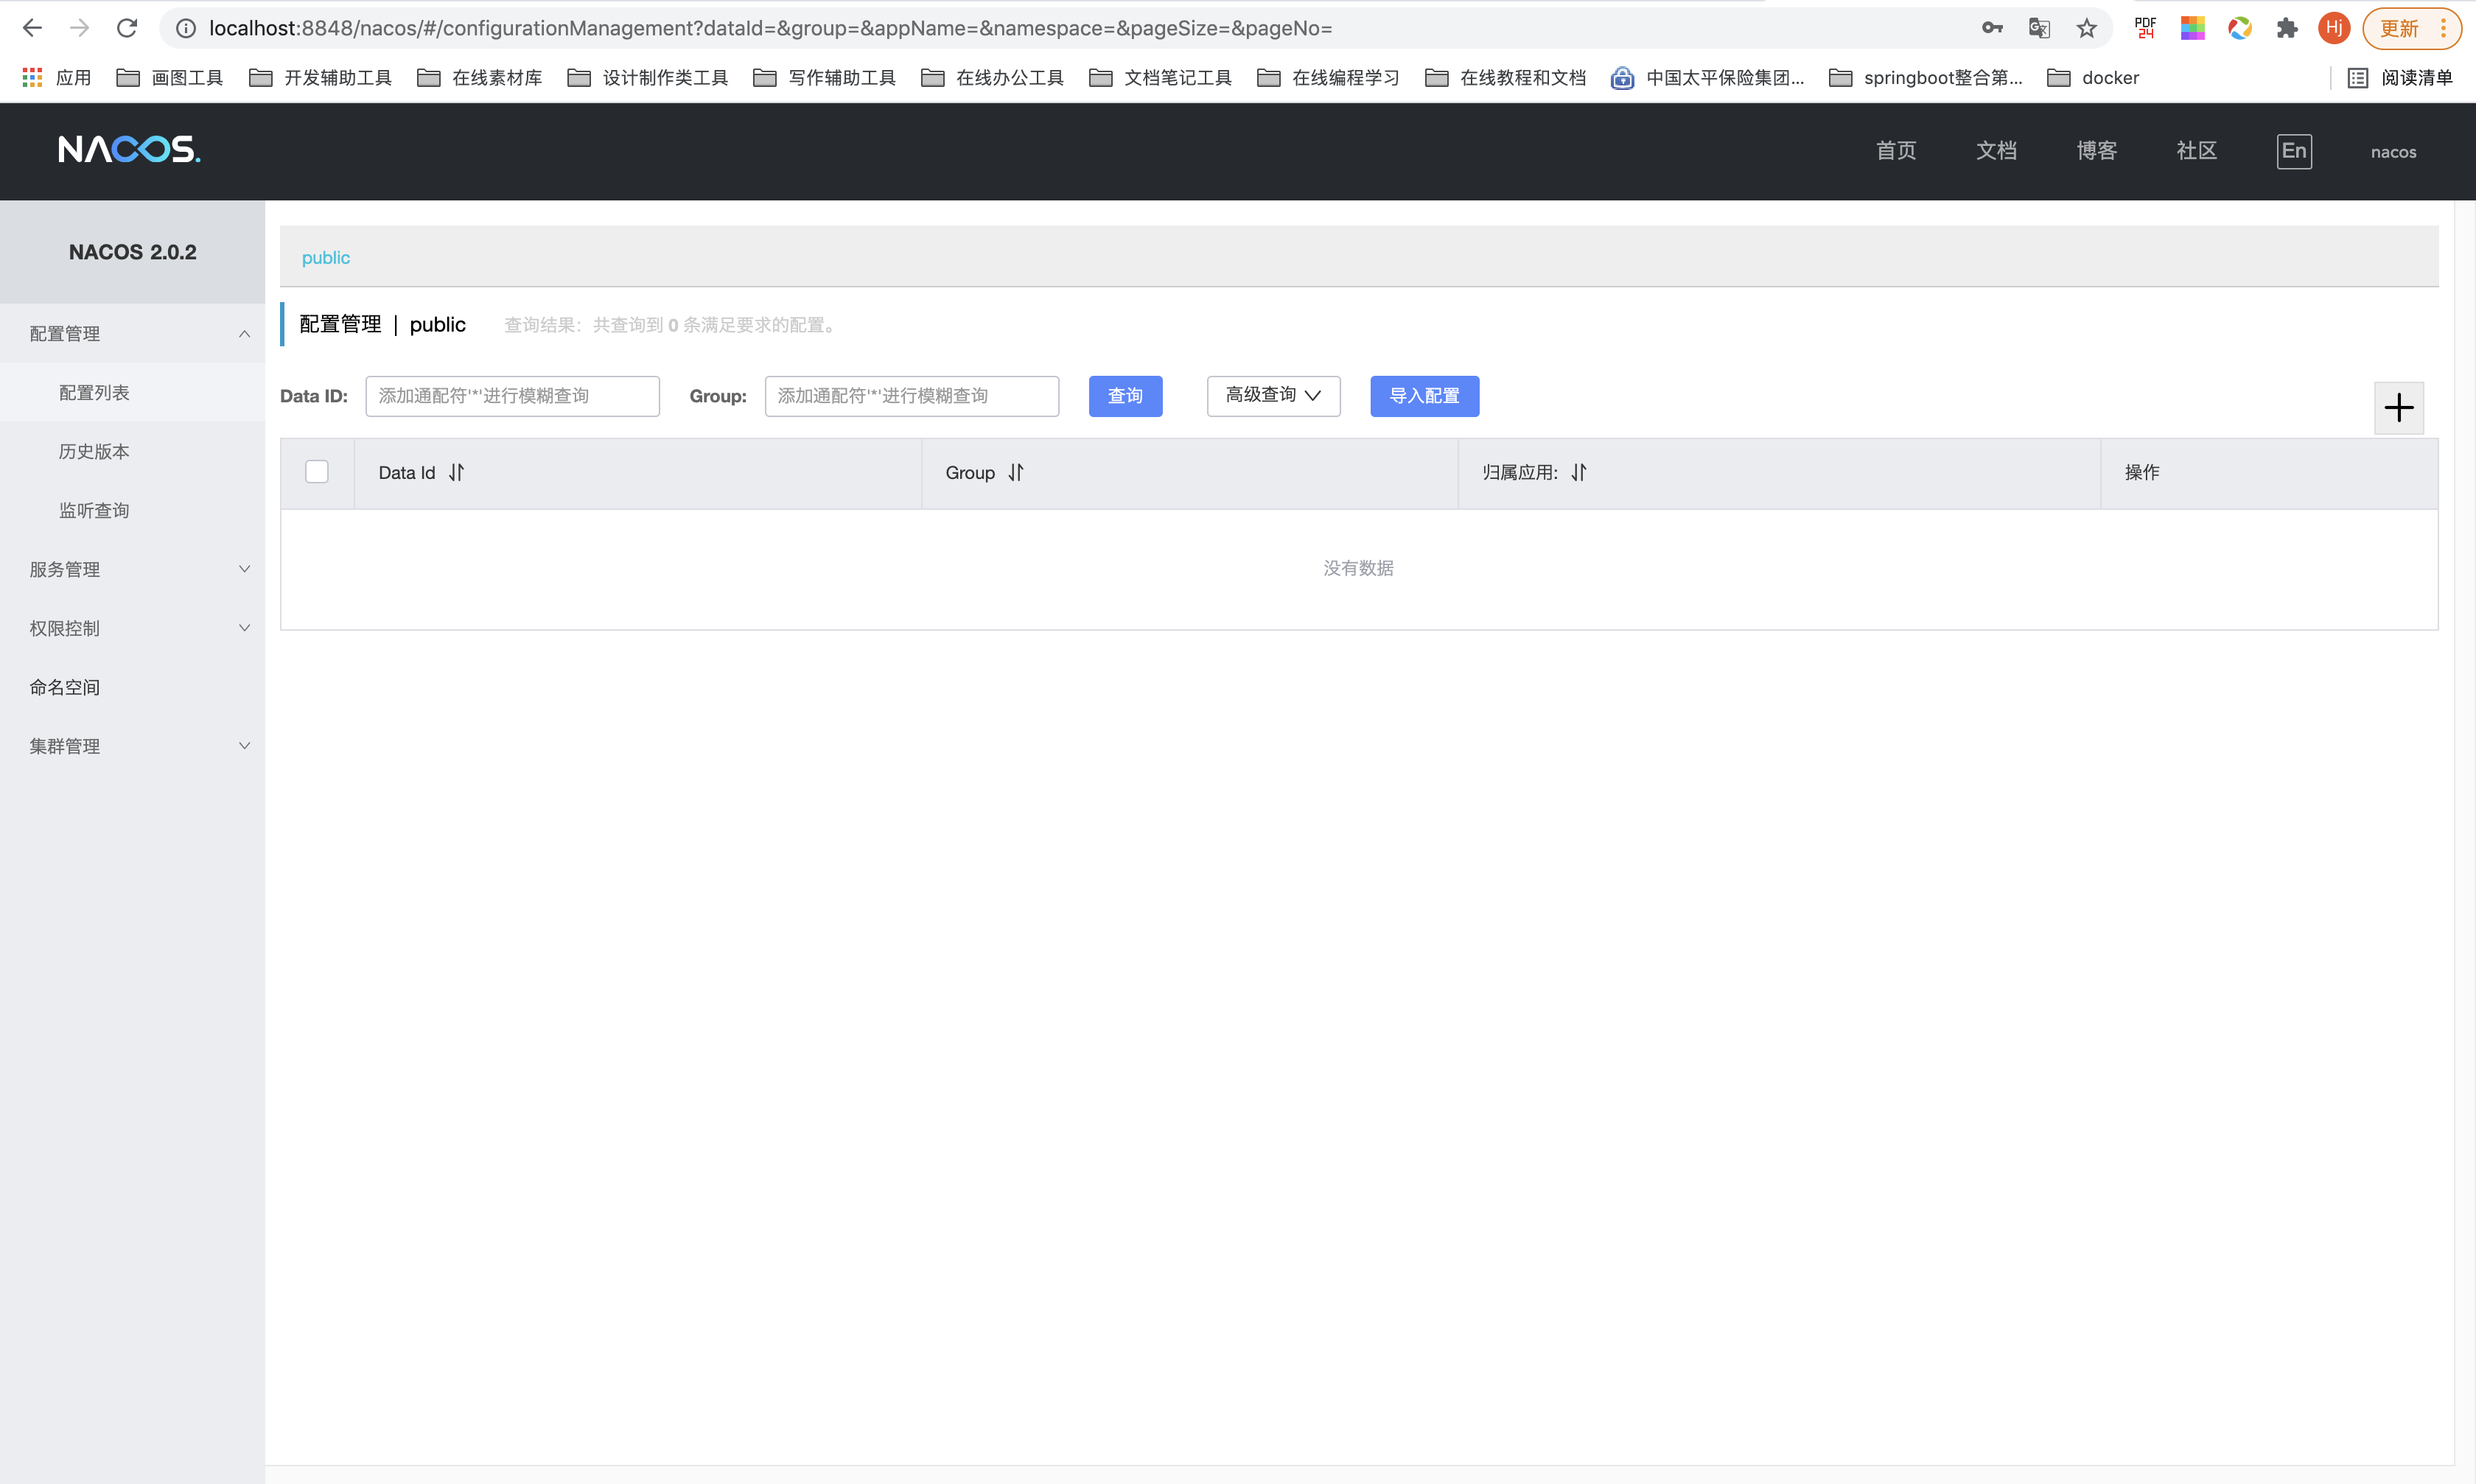 localhost:8848/nacos/#/configurationManagement?dataId=&group=&appName=&namespace=&pageSize=&pageNo=
PDF 24
Hj
更新
应用 画图工具 开发辅助工具 在线素材库 设计制作类工具 写作辅助工具 在线办公工具 文档笔记工具 在线编程学习 在线教程和文档 中国太平保险集团... springboot整合第... docker 阅读清单
NACOS. 首页 文档 博客 社区 En nacos
NACOS 2.0.2
配置管理
配置列表
历史版本
监听查询
服务管理
权限控制
命名空间
集群管理
public
配置管理 | public 查询结果：共查询到 0 条满足要求的配置。
Data ID: 添加通配符'*'进行模糊查询 Group: 添加通配符'*'进行模糊查询 查询 高级查询 导入配置
Data Id Group 归属应用: 操作
没有数据